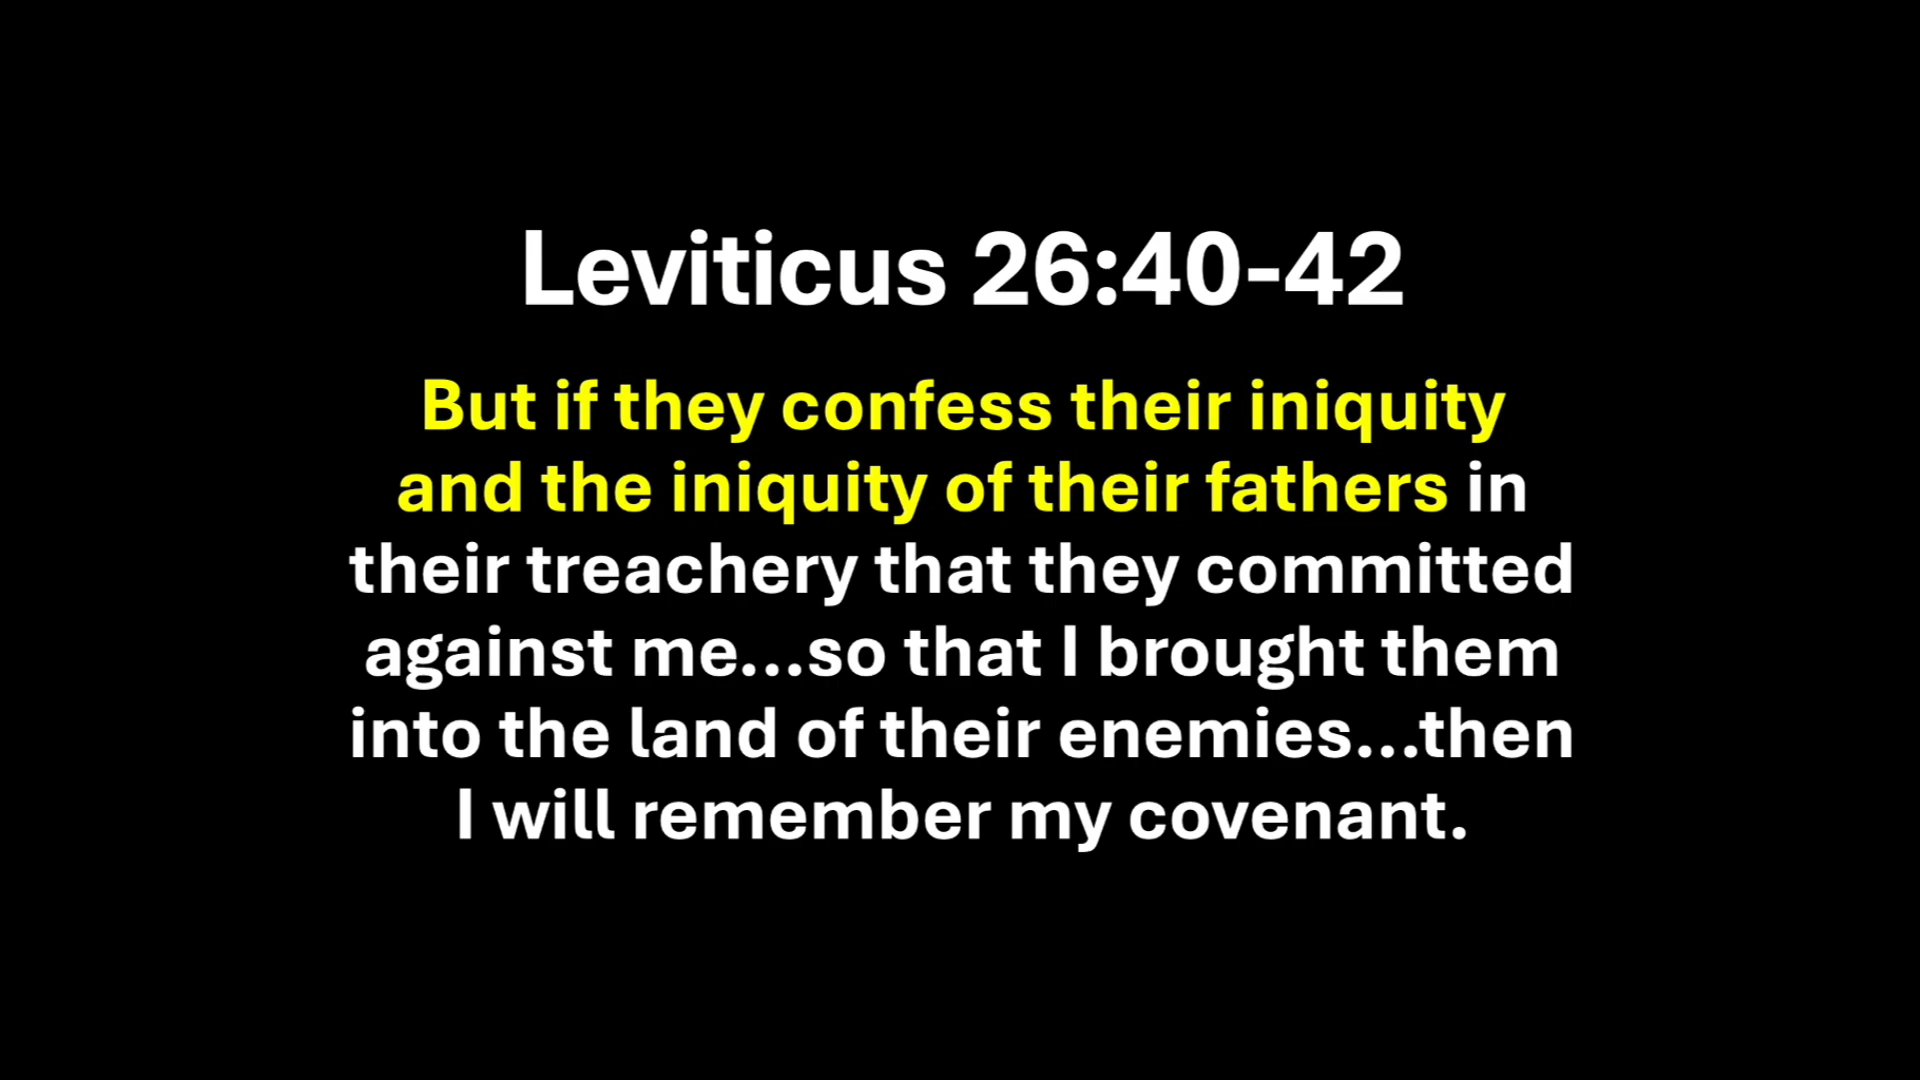 Leviticus 26:40-42
But if they confess their iniquity
and the iniquity of their fathers in
their treachery that they committed
against me...so that I brought them
into the land of their enemies...then
I will remember my covenant.